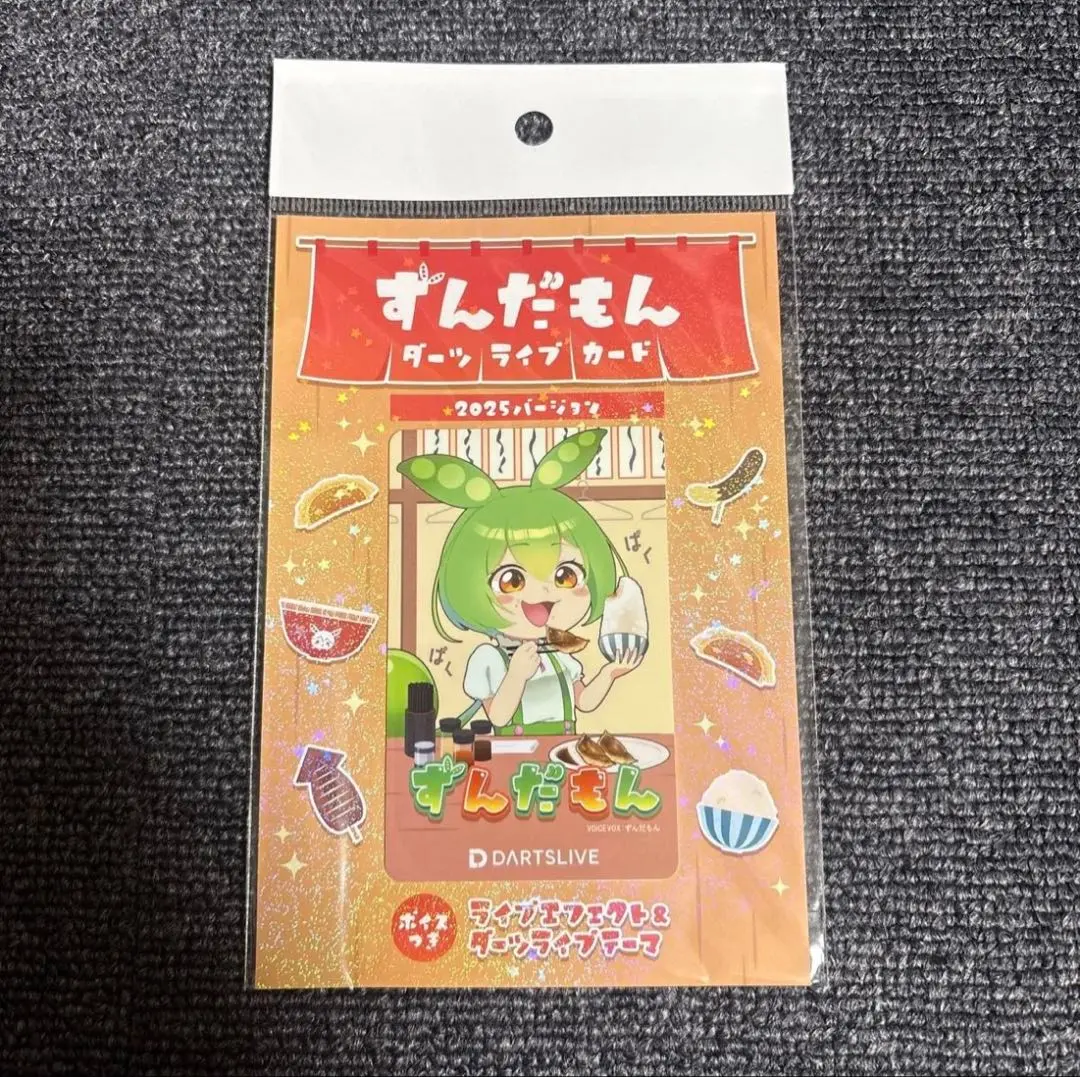 ずんだもん
ダーツ ライブ カード
2025バージョン
ぱく
ぱく
ずんだもん
VOICEVOX:ずんだもん
DARTSLIVE
ボイス
つき
ライブエフェクト&
ダーツライブテーマ